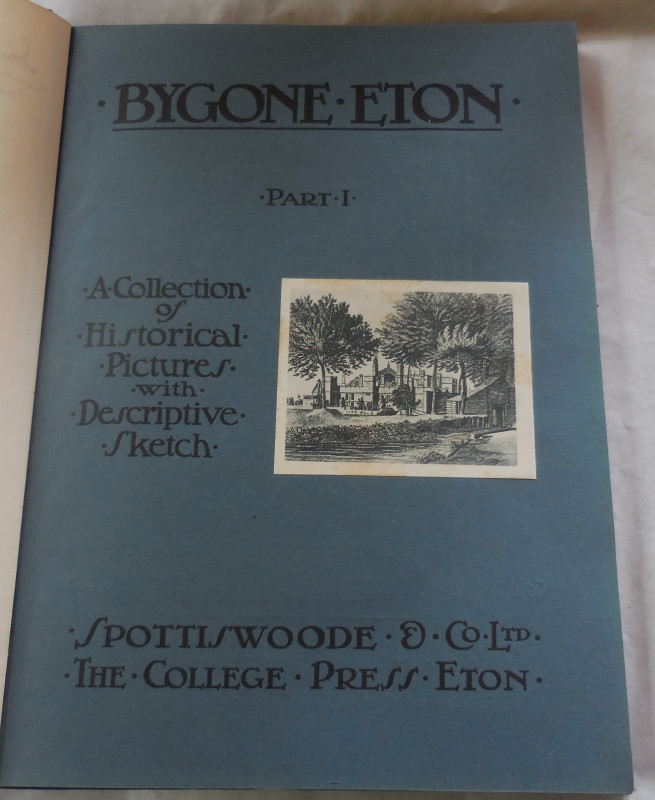 ·BYGONE·ETON·
·PART·I·
·A·Collection·
of
·Historical·
·Pictures·
·with·
·Descriptive·
·Sketch·
·SPOTTISWOODE·&·CO·LTD·
·THE·COLLEGE·PRESS·ETON·